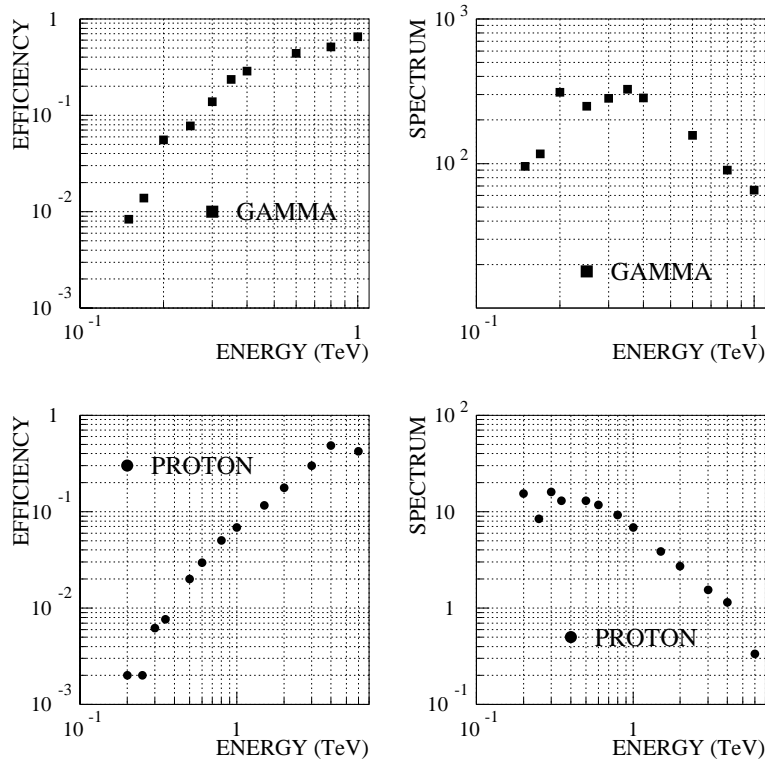 EFFICIENCY
1
10^-1
10^-2
10^-3
10^-1
1
ENERGY (TeV)
GAMMA
SPECTRUM
10^3
10^2
10^-1
1
ENERGY (TeV)
GAMMA
EFFICIENCY
1
10^-1
10^-2
10^-3
10^-1
1
ENERGY (TeV)
PROTON
SPECTRUM
10^2
10
1
10^-1
10^-1
1
ENERGY (TeV)
PROTON